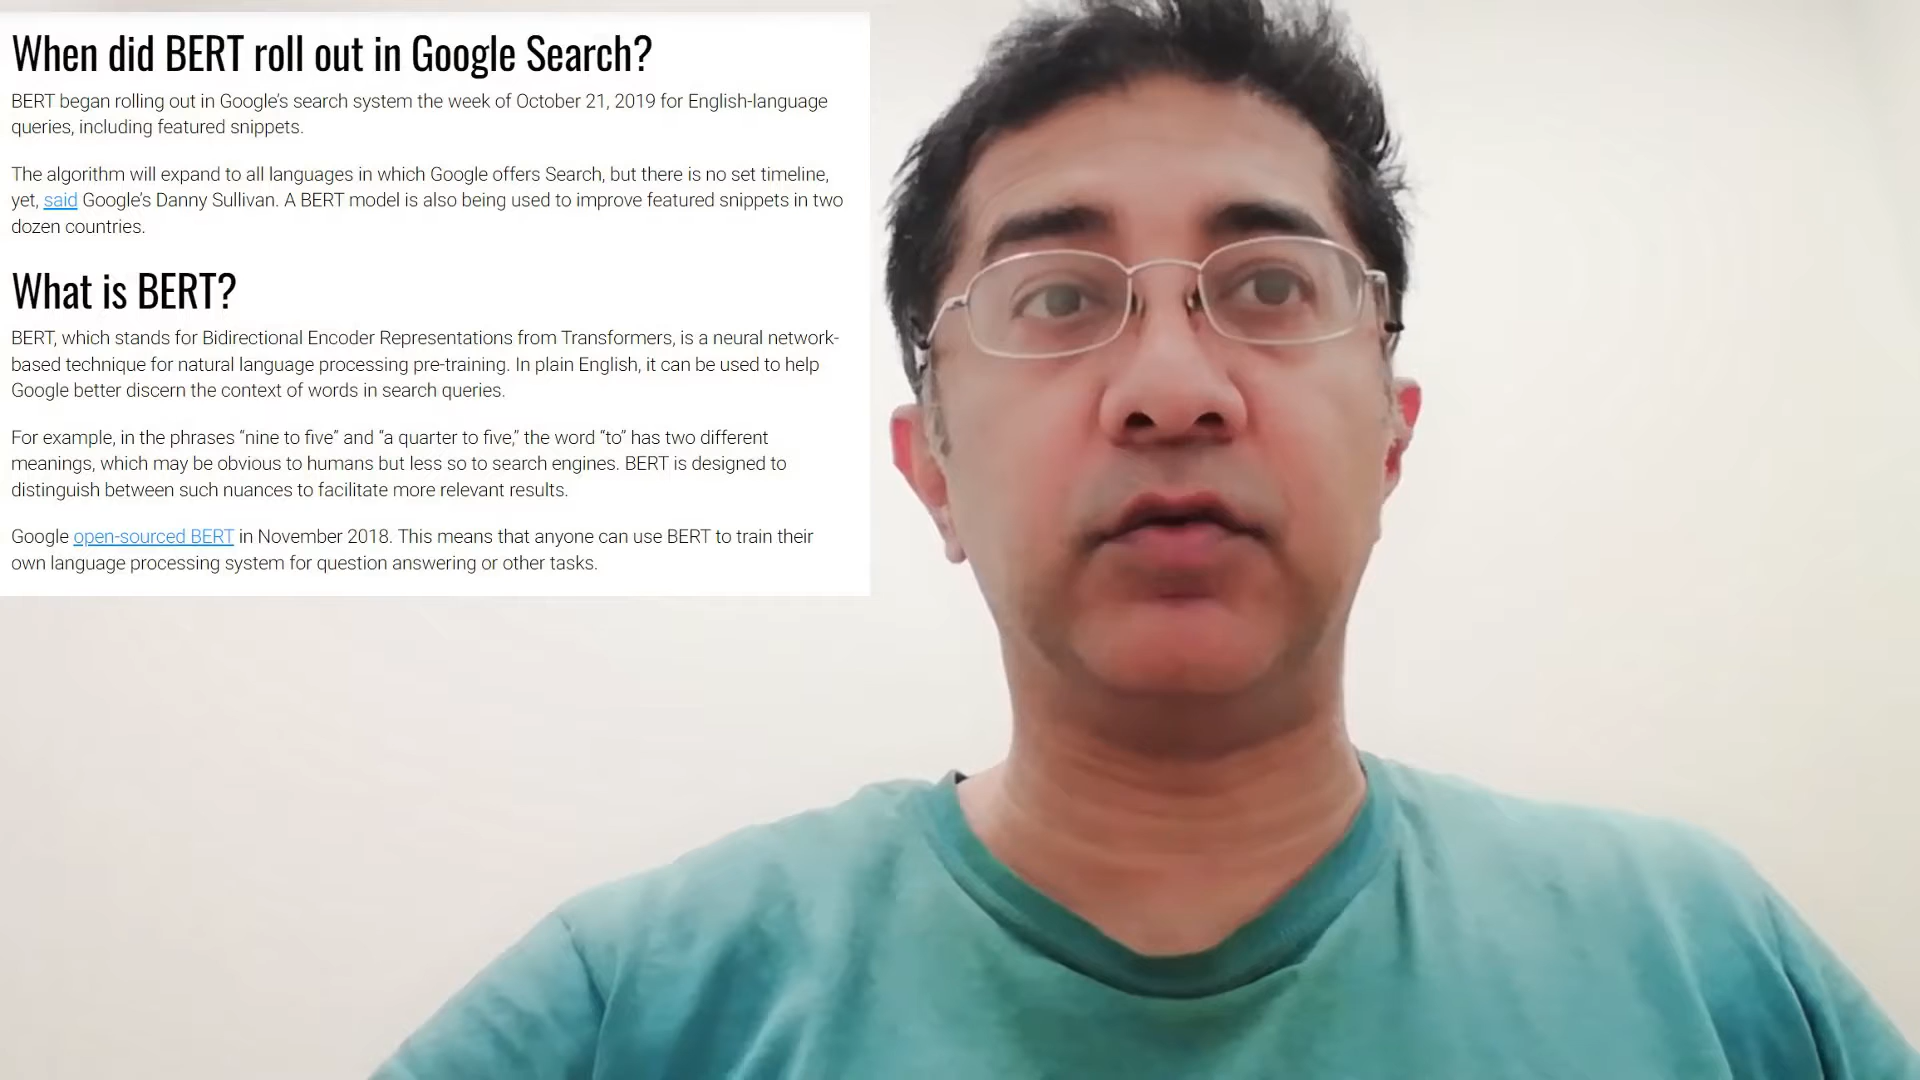 When did BERT roll out in Google Search?
BERT began rolling out in Google’s search system the week of October 21, 2019 for English-language
queries, including featured snippets.
The algorithm will expand to all languages in which Google offers Search, but there is no set timeline,
yet, said Google’s Danny Sullivan. A BERT model is also being used to improve featured snippets in two
dozen countries.
What is BERT?
BERT, which stands for Bidirectional Encoder Representations from Transformers, is a neural network-
based technique for natural language processing pre-training. In plain English, it can be used to help
Google better discern the context of words in search queries.
For example, in the phrases “nine to five” and “a quarter to five,” the word “to” has two different
meanings, which may be obvious to humans but less so to search engines. BERT is designed to
distinguish between such nuances to facilitate more relevant results.
Google open-sourced BERT in November 2018. This means that anyone can use BERT to train their
own language processing system for question answering or other tasks.